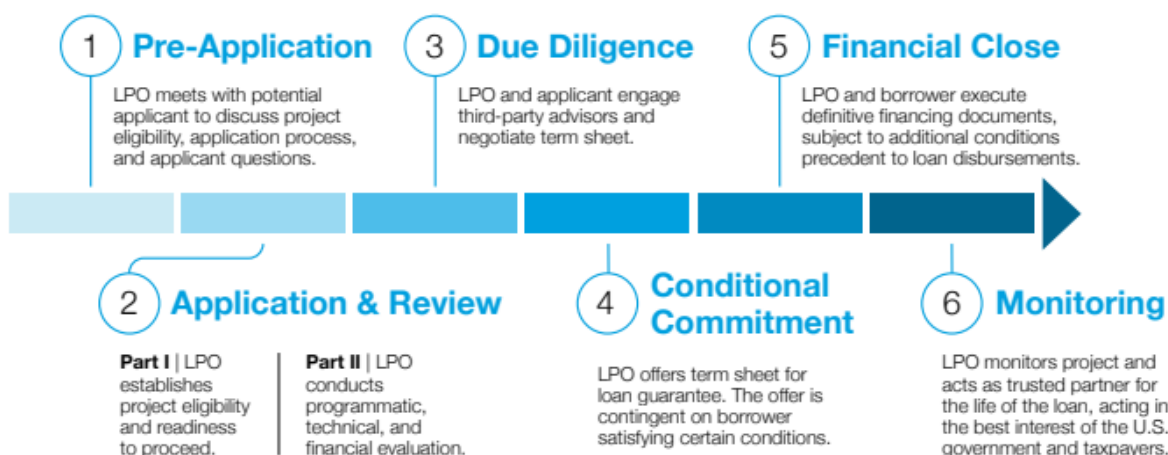 1 Pre-Application
LPO meets with potential
applicant to discuss project
eligibility, application process,
and applicant questions.
3 Due Diligence
LPO and applicant engage
third-party advisors and
negotiate term sheet.
5 Financial Close
LPO and borrower execute
definitive financing documents,
subject to additional conditions
precedent to loan disbursements.
2 Application & Review
Part I | LPO
establishes
project eligibility
and readiness
to proceed.
Part II | LPO
conducts
programmatic,
technical, and
financial evaluation.
4 Conditional
Commitment
LPO offers term sheet for
loan guarantee. The offer is
contingent on borrower
satisfying certain conditions.
6 Monitoring
LPO monitors project and
acts as trusted partner for
the life of the loan, acting in
the best interest of the U.S.
government and taxpayers.